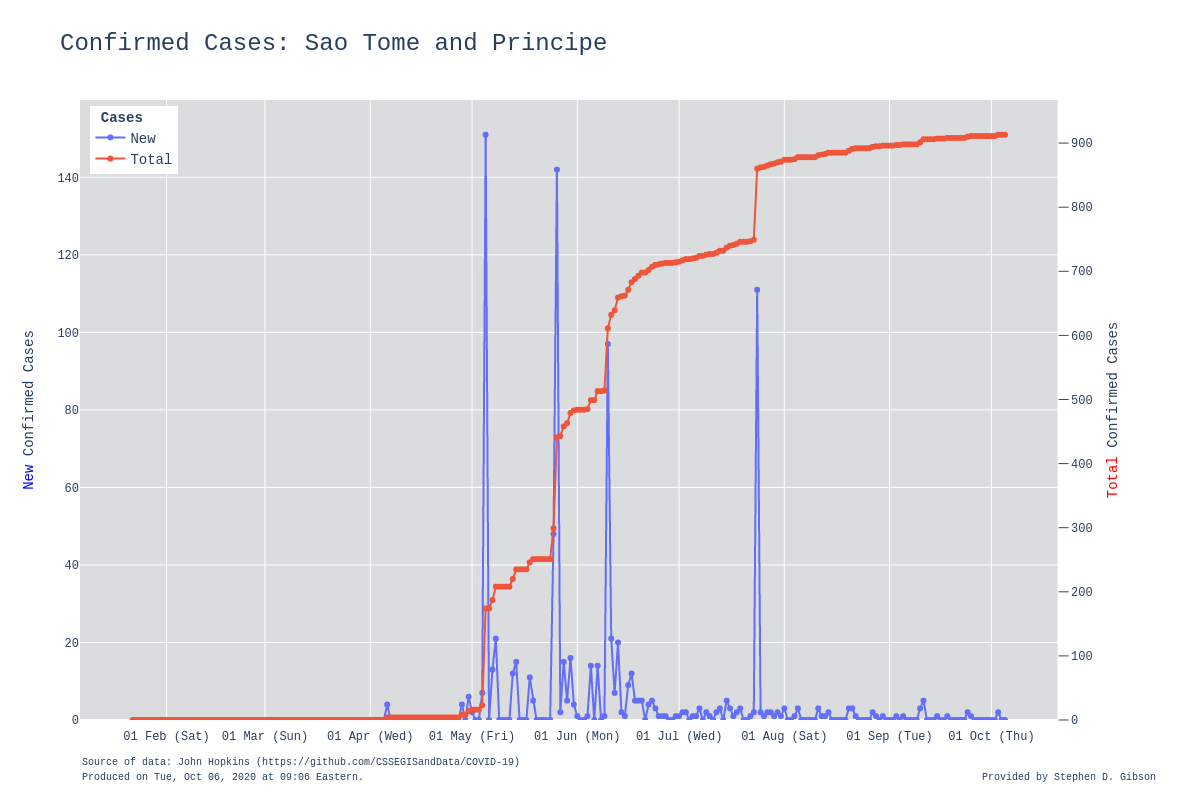 Confirmed Cases: Sao Tome and Principe
Cases
New
Total
140
120
100
80
60
40
20
0
900
800
700
600
500
400
300
200
100
0
New Confirmed Cases
Total Confirmed Cases
01 Feb (Sat) 01 Mar (Sun) 01 Apr (Wed) 01 May (Fri) 01 Jun (Mon) 01 Jul (Wed) 01 Aug (Sat) 01 Sep (Tue) 01 Oct (Thu)
Source of data: John Hopkins (https://github.com/CSSEGISandData/COVID-19)
Produced on Tue, Oct 06, 2020 at 09:06 Eastern.
Provided by Stephen D. Gibson